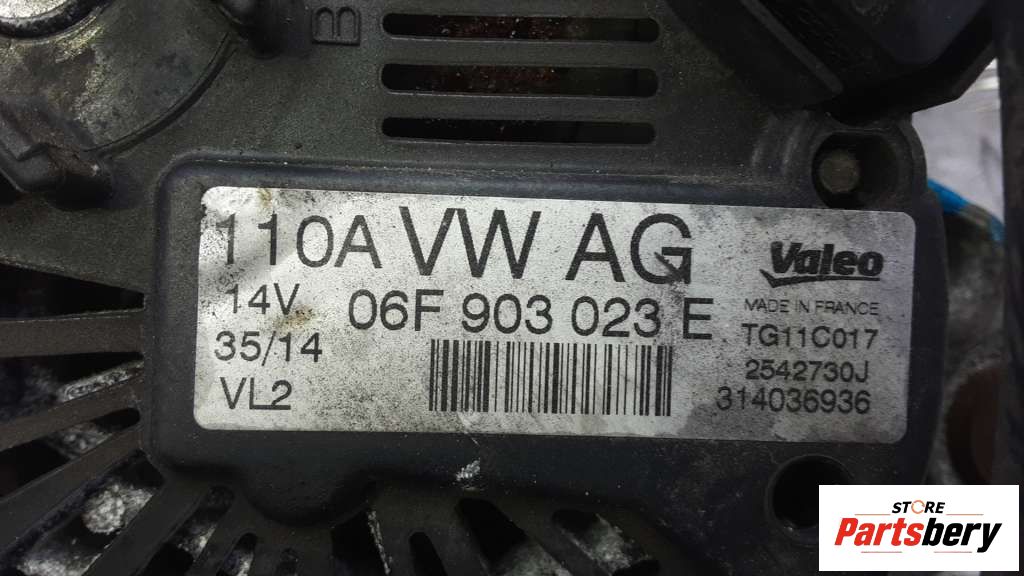 B
110A VW AG
14V 06F 903 023 E
35/14
VL2
Valeo
MADE IN FRANCE
TG11C017
2542730J
314036936
STORE
Partsbery